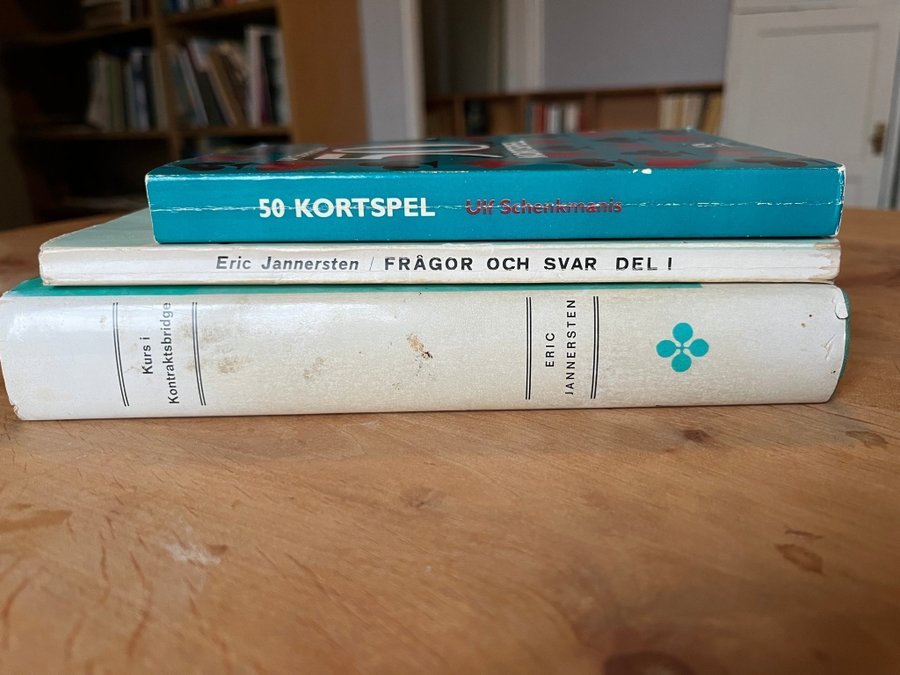 50 KORTSPEL Ulf Schenkmanis
Eric Jannersten / FRÅGOR OCH SVAR DEL I
Kurs i
Kontraktsbridge
ERIC
JANNERSTEN